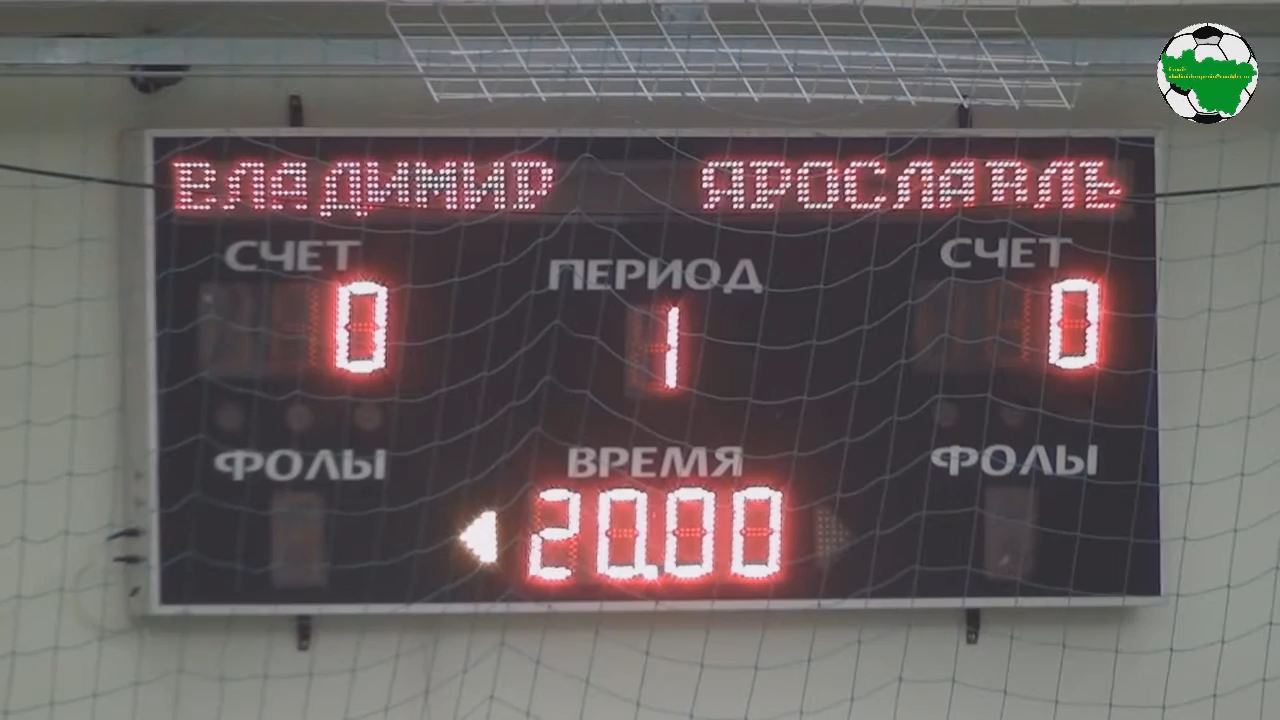 ВЛАДИМИР ЯРОСЛАВЛЬ
СЧЕТ ПЕРИОД СЧЕТ
0 1 0
ФОЛЫ ВРЕМЯ ФОЛЫ
20.00